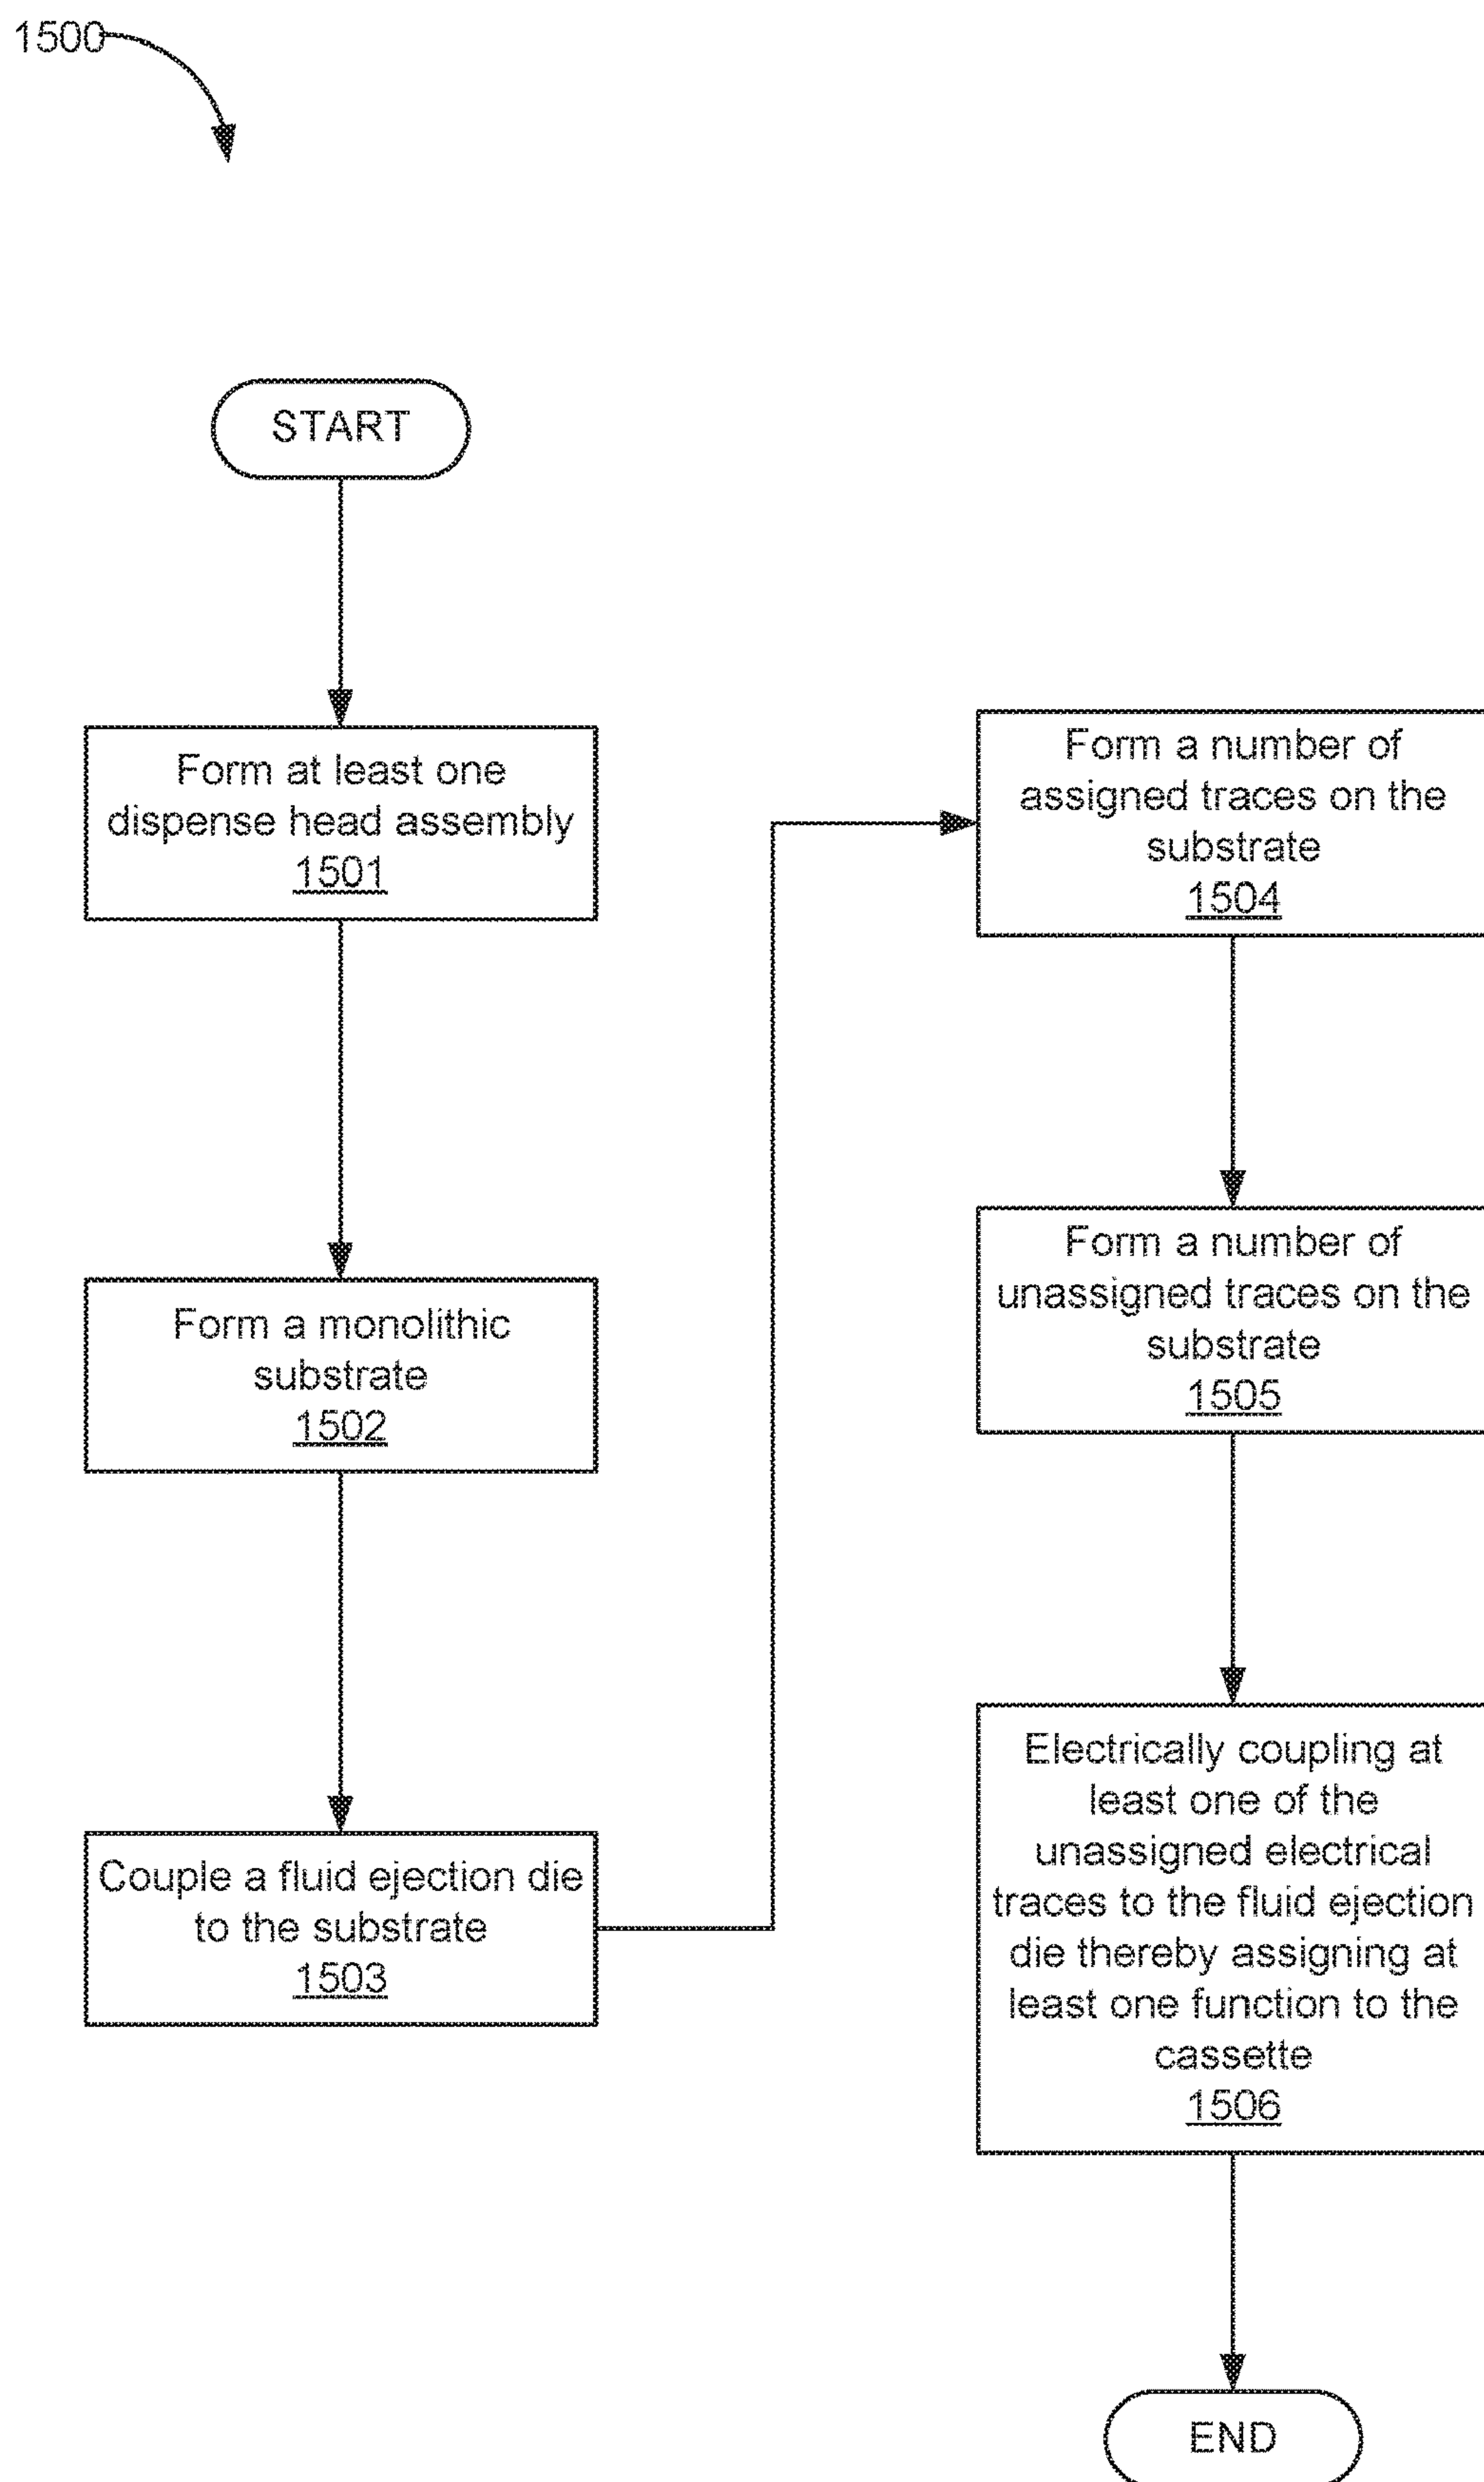 1500
START
Form at least one
dispense head assembly
1501
Form a monolithic
substrate
1502
Couple a fluid ejection die
to the substrate
1503
Form a number of
assigned traces on the
substrate
1504
Form a number of
unassigned traces on the
substrate
1505
Electrically coupling at
least one of the
unassigned electrical
traces to the fluid ejection
die thereby assigning at
least one function to the
cassette
1506
END